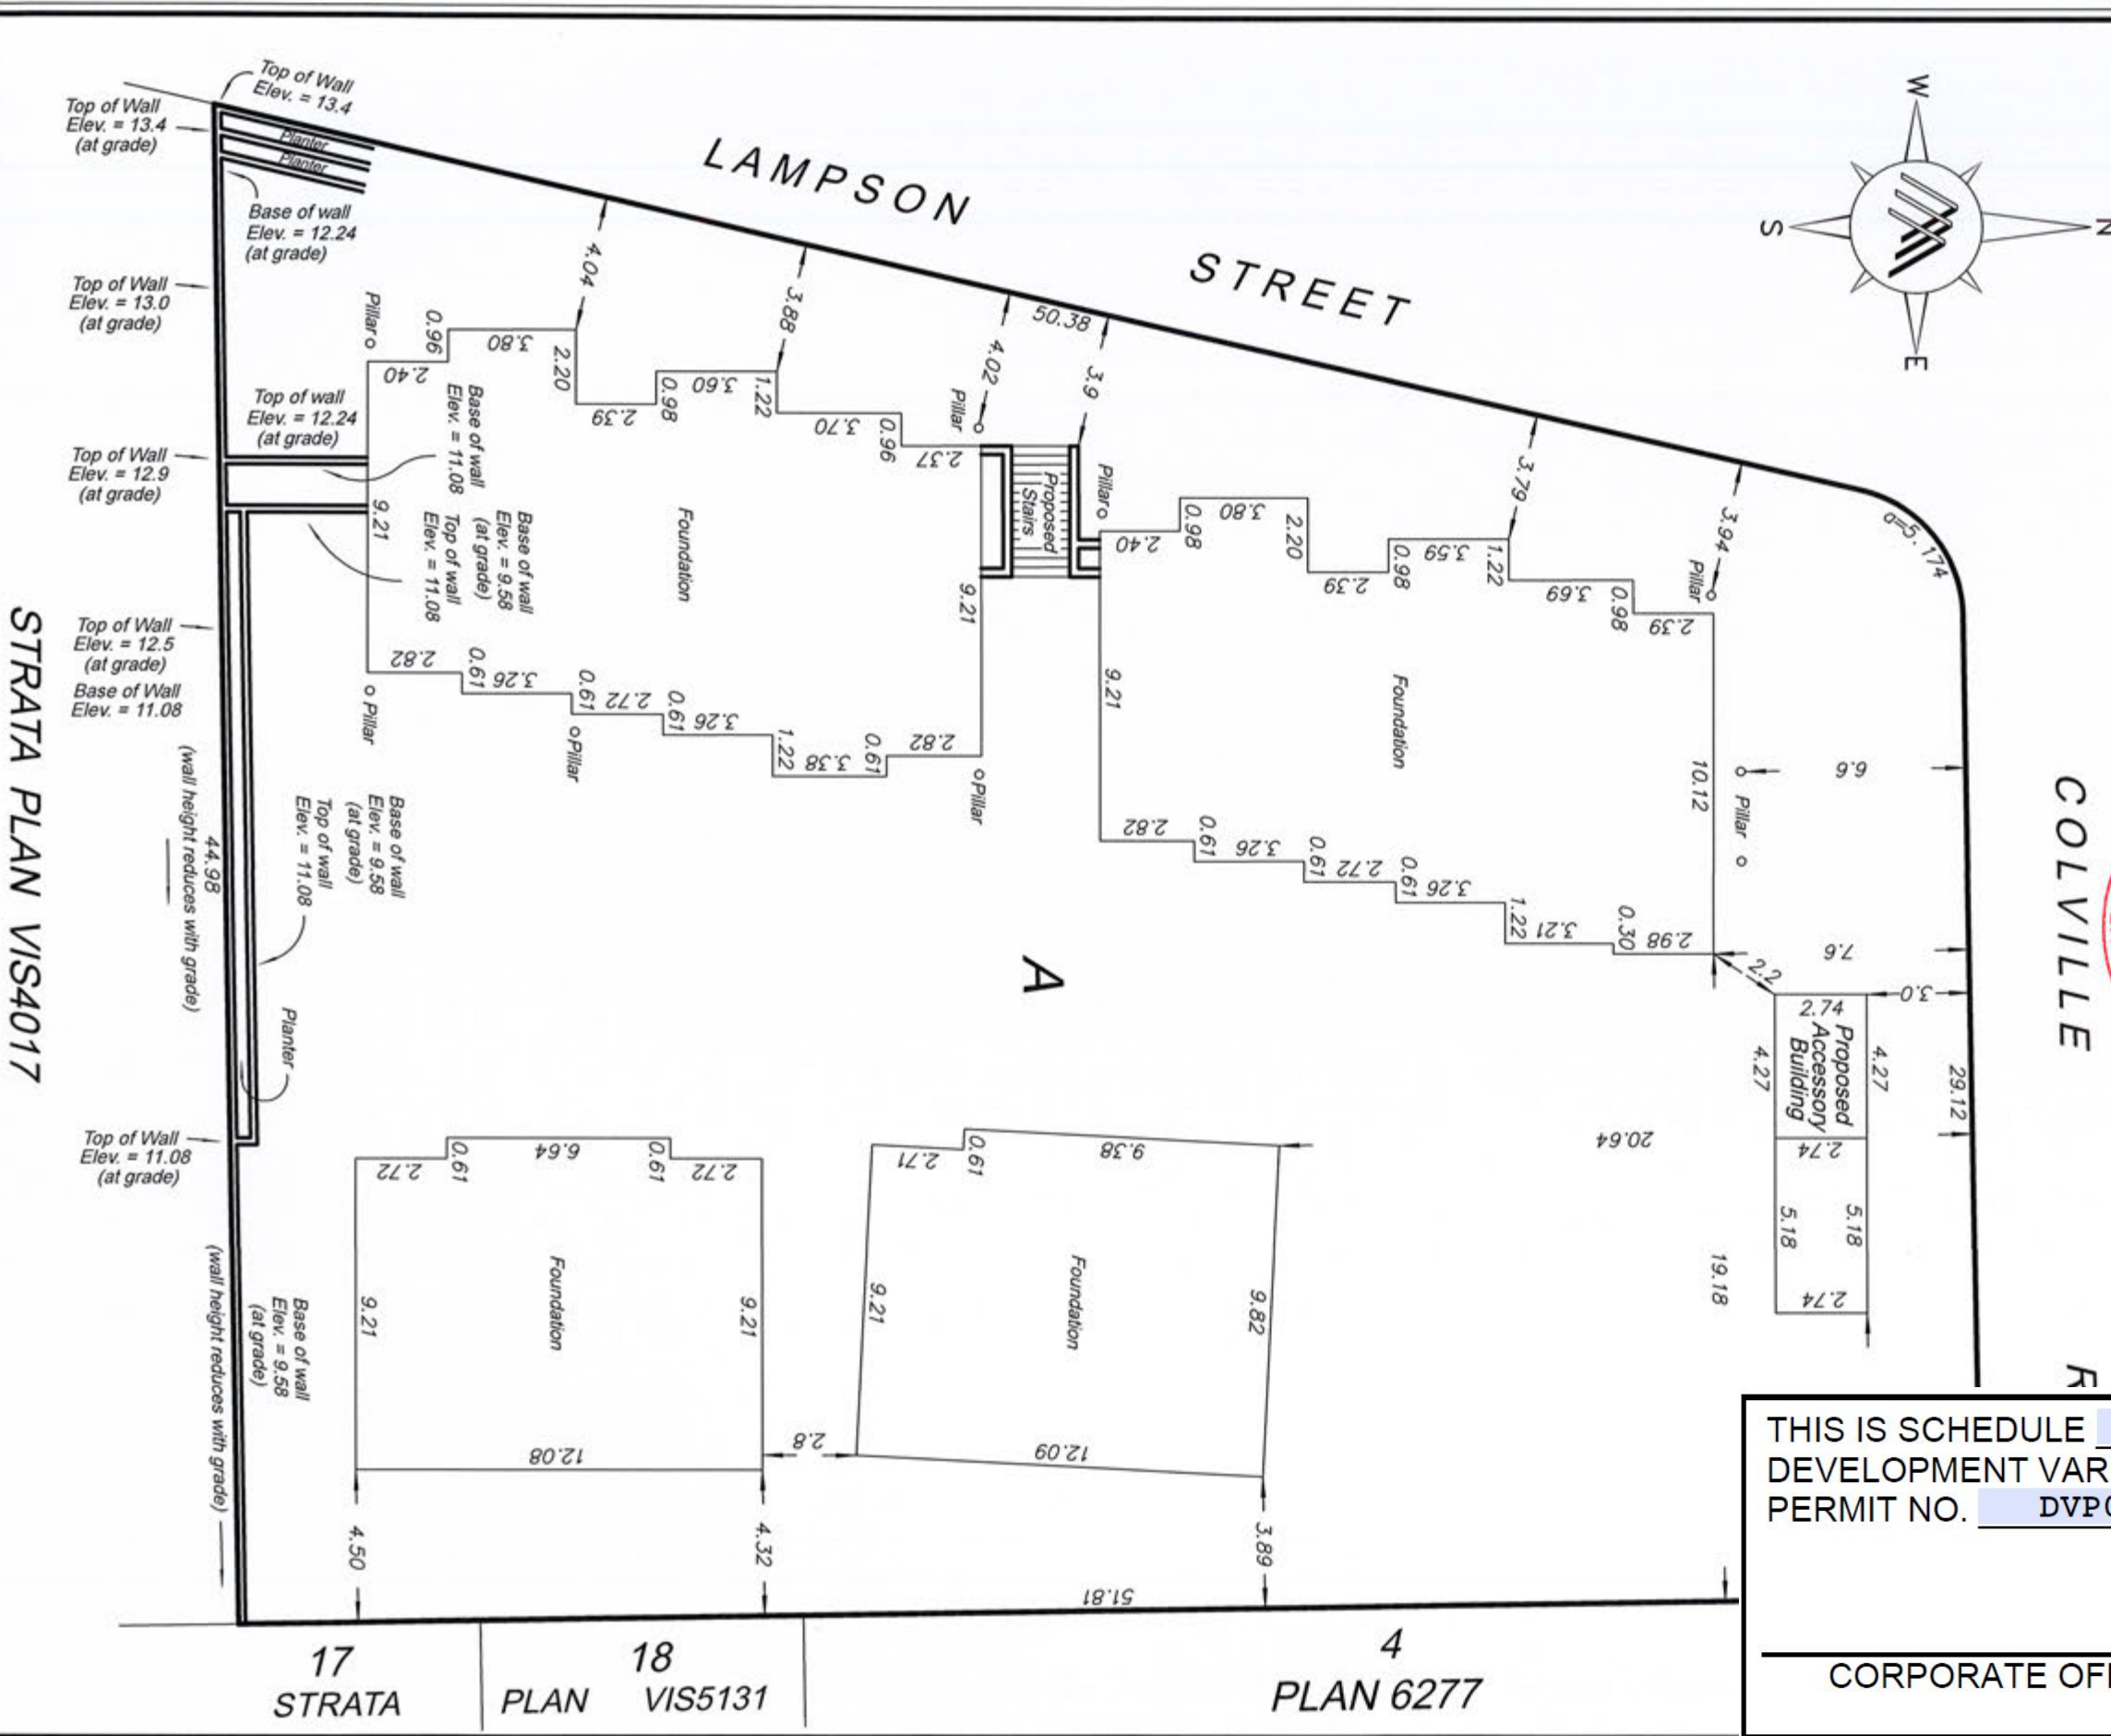 Top of Wall
Elev. = 13.4
Top of Wall
Elev. = 13.4
(at grade)
Planter
Planter
Base of wall
Elev. = 12.24
(at grade)
Top of Wall
Elev. = 13.0
(at grade)
Top of wall
Elev. = 12.24
(at grade)
Top of Wall
Elev. = 12.9
(at grade)
Base of wall
Elev. = 11.08
Base of wall
Elev. = 9.58
(at grade)
Top of wall
Elev. = 11.08
Top of Wall
Elev. = 12.5
(at grade)
Base of Wall
Elev. = 11.08
(wall height reduces with grade)
44.98
Base of wall
Elev. = 9.58
(at grade)
Top of wall
Elev. = 11.08
Planter
Top of Wall
Elev. = 11.08
(at grade)
Base of wall
Elev. = 9.58
(at grade)
(wall height reduces with grade)
STRATA PLAN VIS4017
LAMPSON STREET
50.38
W
N
S
E
a=5.174
COLVILLE
R
4.04
3.88
4.02
3.9
3.79
3.94
Pillar
2.40
0.96
3.80
2.20
2.39
0.98
3.60
1.22
3.70
0.96
2.37
Pillar
9.21
Foundation
9.21
2.82
0.61
3.26
0.61
2.72
0.61
3.26
1.22
3.38
0.61
2.82
Pillar
Pillar
Pillar
Proposed
Stairs
Pillar
2.40
0.98
3.80
2.20
2.39
0.98
3.59
1.22
3.69
0.98
2.39
Pillar
9.21
Foundation
10.12
Pillar
6.6
2.82
0.61
3.26
0.61
2.72
0.61
3.26
1.22
3.21
0.30
2.98
7.6
2.2
3.0
A
2.74
Proposed
Accessory
Building
4.27
4.27
29.12
2.74
5.18
5.18
2.74
20.64
19.18
2.72
0.61
6.64
0.61
2.72
9.21
Foundation
9.21
12.08
2.8
2.71
0.61
9.38
9.21
Foundation
9.82
12.09
4.50
4.32
3.89
51.81
17
STRATA
18
PLAN VIS5131
4
PLAN 6277
THIS IS SCHEDULE
DEVELOPMENT VAR
PERMIT NO. DVP
CORPORATE OF